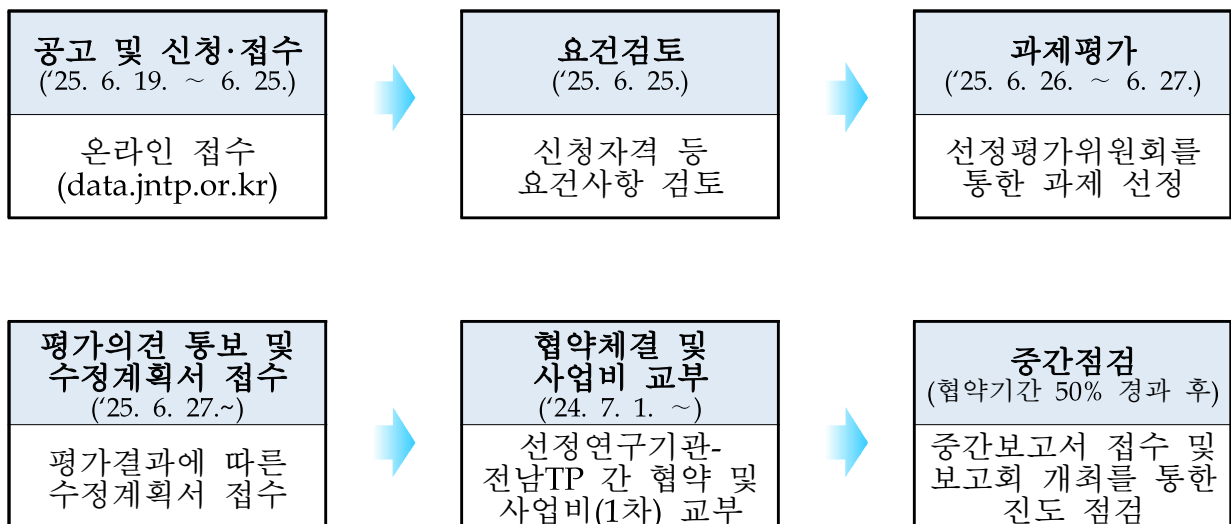 공고 및 신청·접수
(‘25. 6. 19. ~ 6. 25.)
온라인 접수
(data.jntp.or.kr)
요건검토
(‘25. 6. 25.)
신청자격 등
요건사항 검토
과제평가
(‘25. 6. 26. ~ 6. 27.)
선정평가위원회를
통한 과제 선정
평가의견 통보 및
수정계획서 접수
(‘25. 6. 27.~)
평가결과에 따른
수정계획서 접수
협약체결 및
사업비 교부
(‘24. 7. 1. ~)
선정연구기관-
전남TP 간 협약 및
사업비(1차) 교부
중간점검
(협약기간 50% 경과 후)
중간보고서 접수 및
보고회 개최를 통한
진도 점검